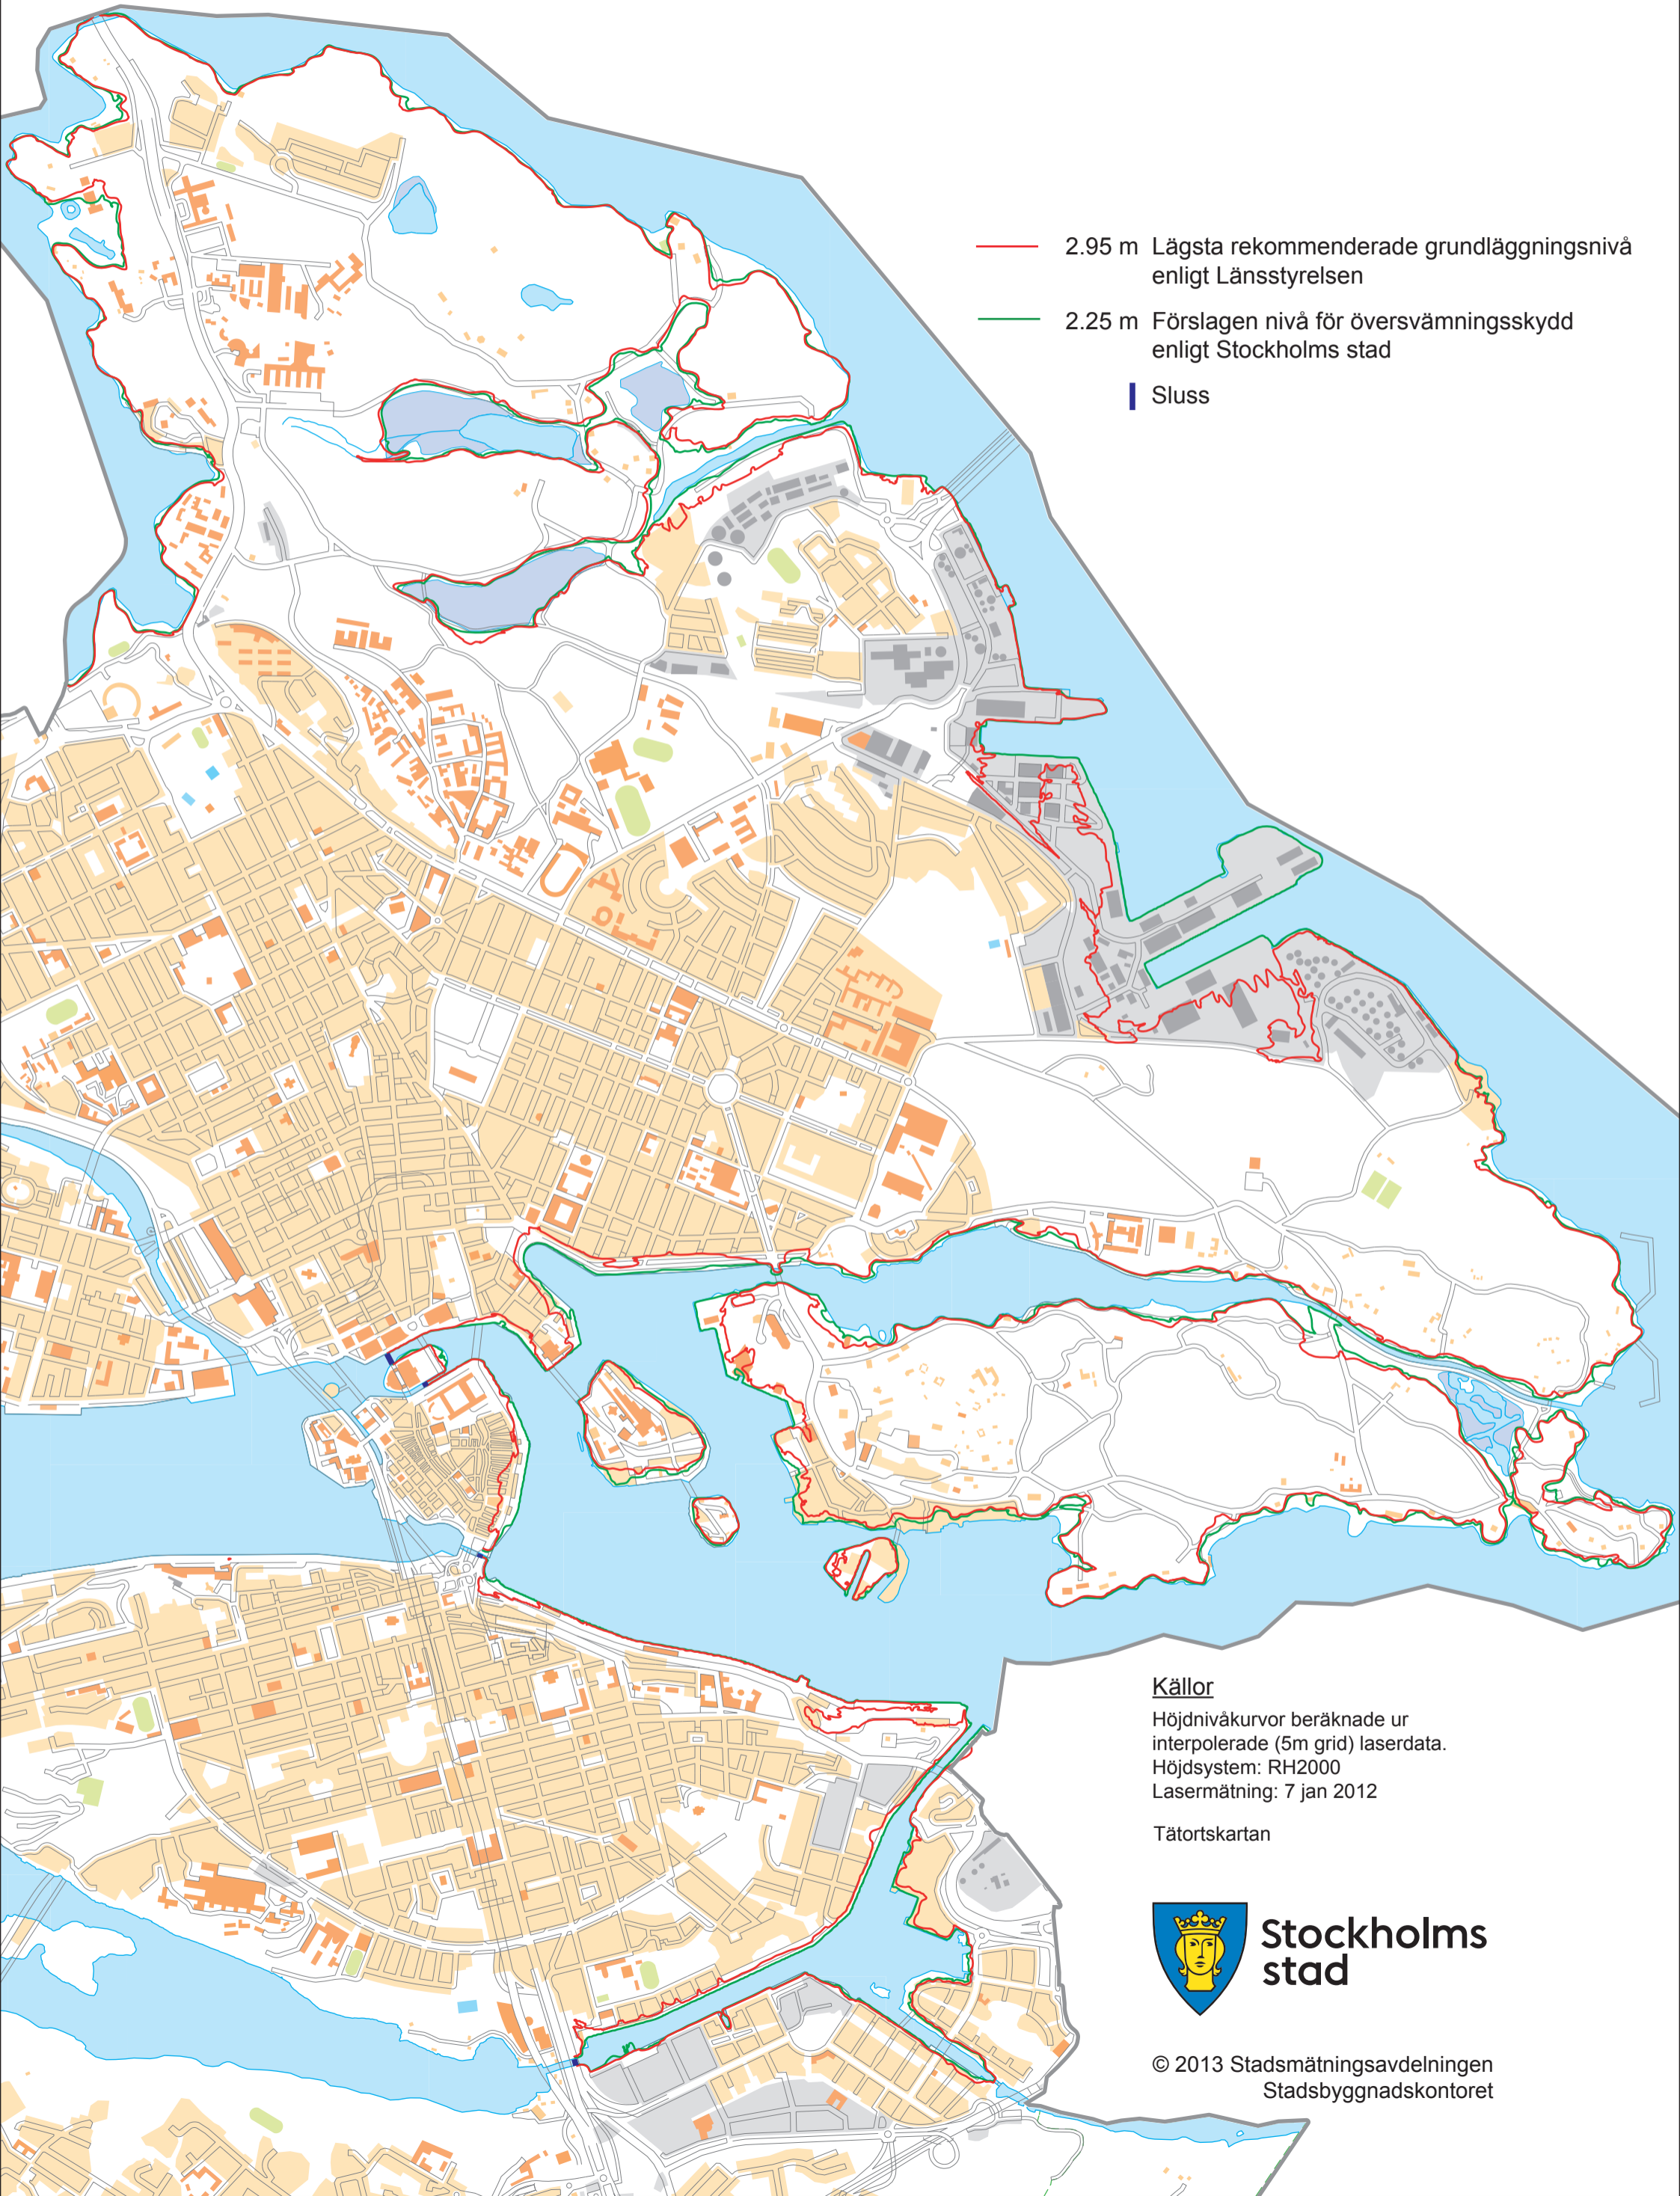 2.95 m Lägsta rekommenderade grundläggningsnivå
enligt Länsstyrelsen
2.25 m Förslagen nivå för översvämningsskydd
enligt Stockholms stad
Sluss
Källor
Höjdnivåkurvor beräknade ur
interpolerade (5m grid) laserdata.
Höjdsystem: RH2000
Lasermätning: 7 jan 2012
Tätortskartan
Stockholms
stad
© 2013 Stadsmätningsavdelningen
Stadsbyggnadskontoret